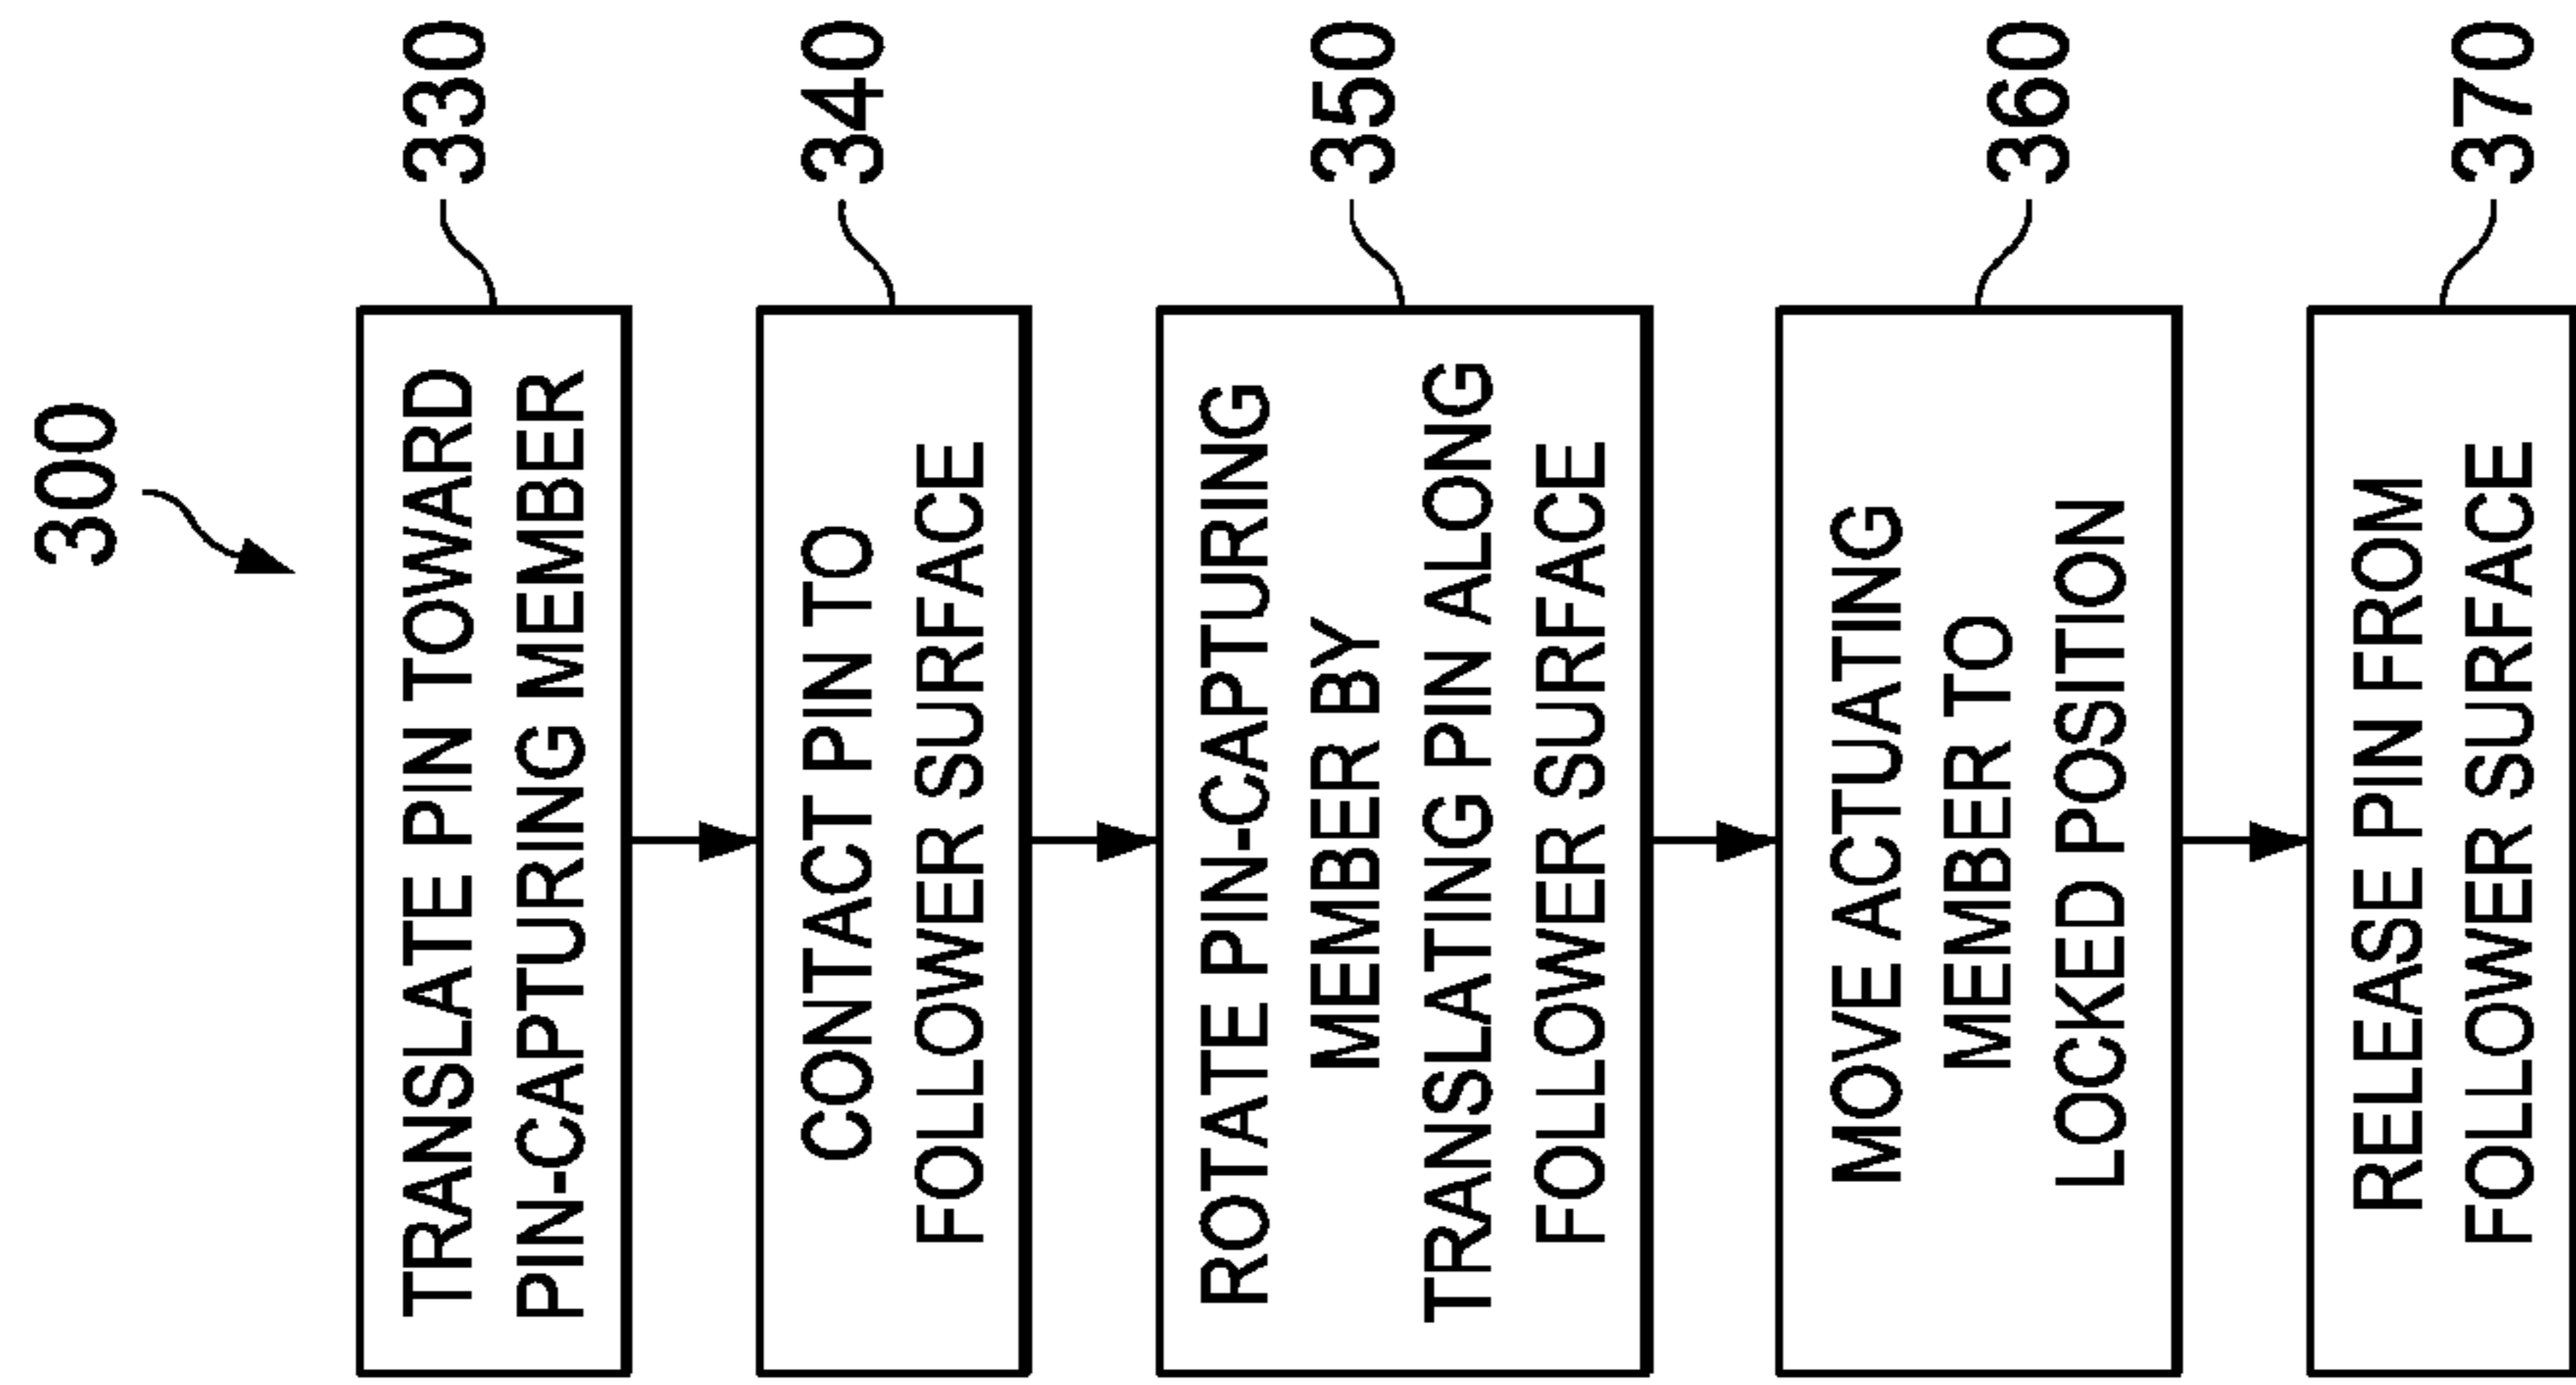 300
TRANSLATE PIN TOWARD
PIN-CAPTURING MEMBER
330
CONTACT PIN TO
FOLLOWER SURFACE
340
ROTATE PIN-CAPTURING
MEMBER BY
TRANSLATING PIN ALONG
FOLLOWER SURFACE
350
MOVE ACTUATING
MEMBER TO
LOCKED POSITION
360
RELEASE PIN FROM
FOLLOWER SURFACE
370